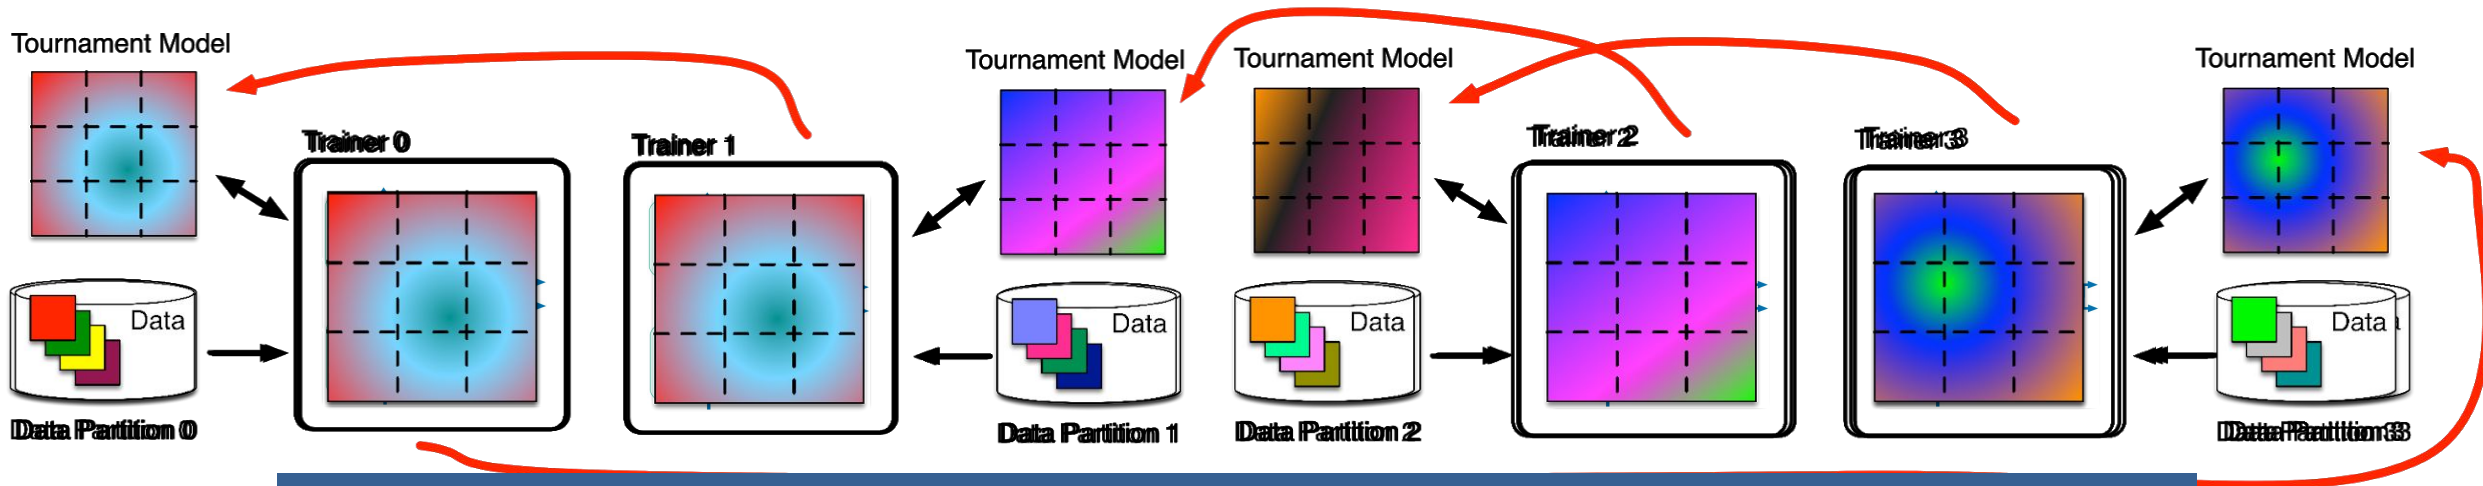 Tournament Model
Tournament Model
Tournament Model
Tournament Model
Trainer 0
Trainer 1
Trainer 2
Trainer 3
Data
Data
Data
Data
Data Partition 0
Data Partition 1
Data Partition 2
Data Partition 3